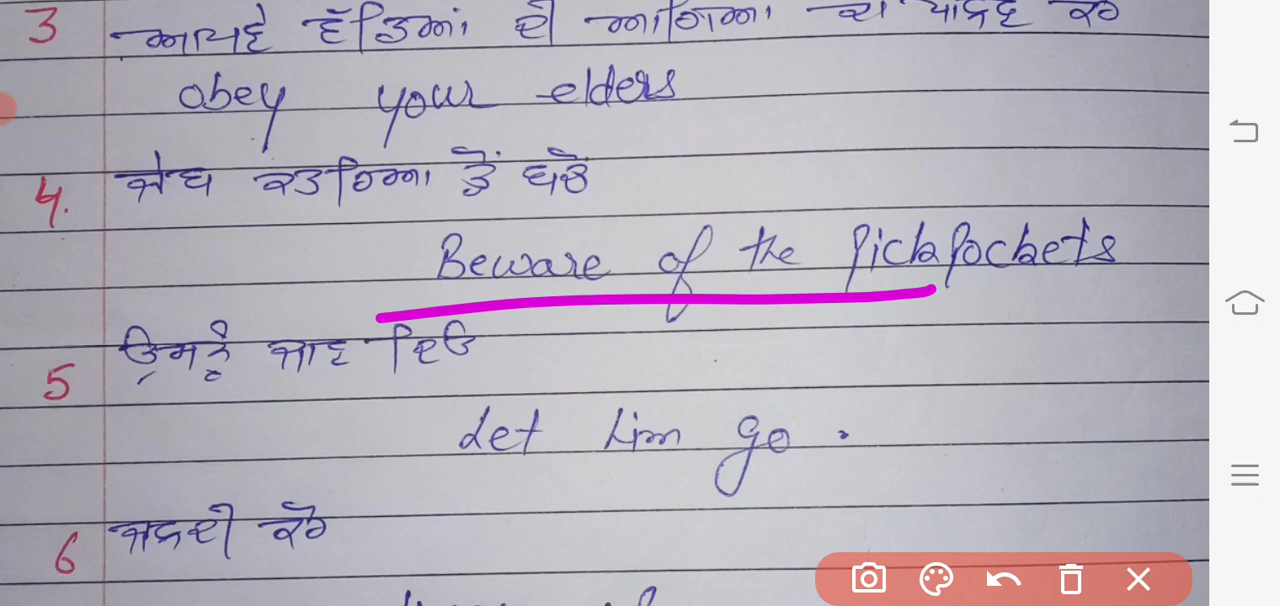 3 ਆਪਣੇ ਵੱਡਿਆਂ ਦੀ ਆਗਿਆ ਦਾ ਪਾਲਣ ਕਰੋ
obey your elders
4. ਜੇਬ ਕਤਰਿਆ ਤੋਂ ਬਚੋ
Beware of the Pickpockets
5 ਉਸਨੂੰ ਜਾਣ ਦਿਓ
Let him go.
6 ਜਲਦੀ ਕਰੋ